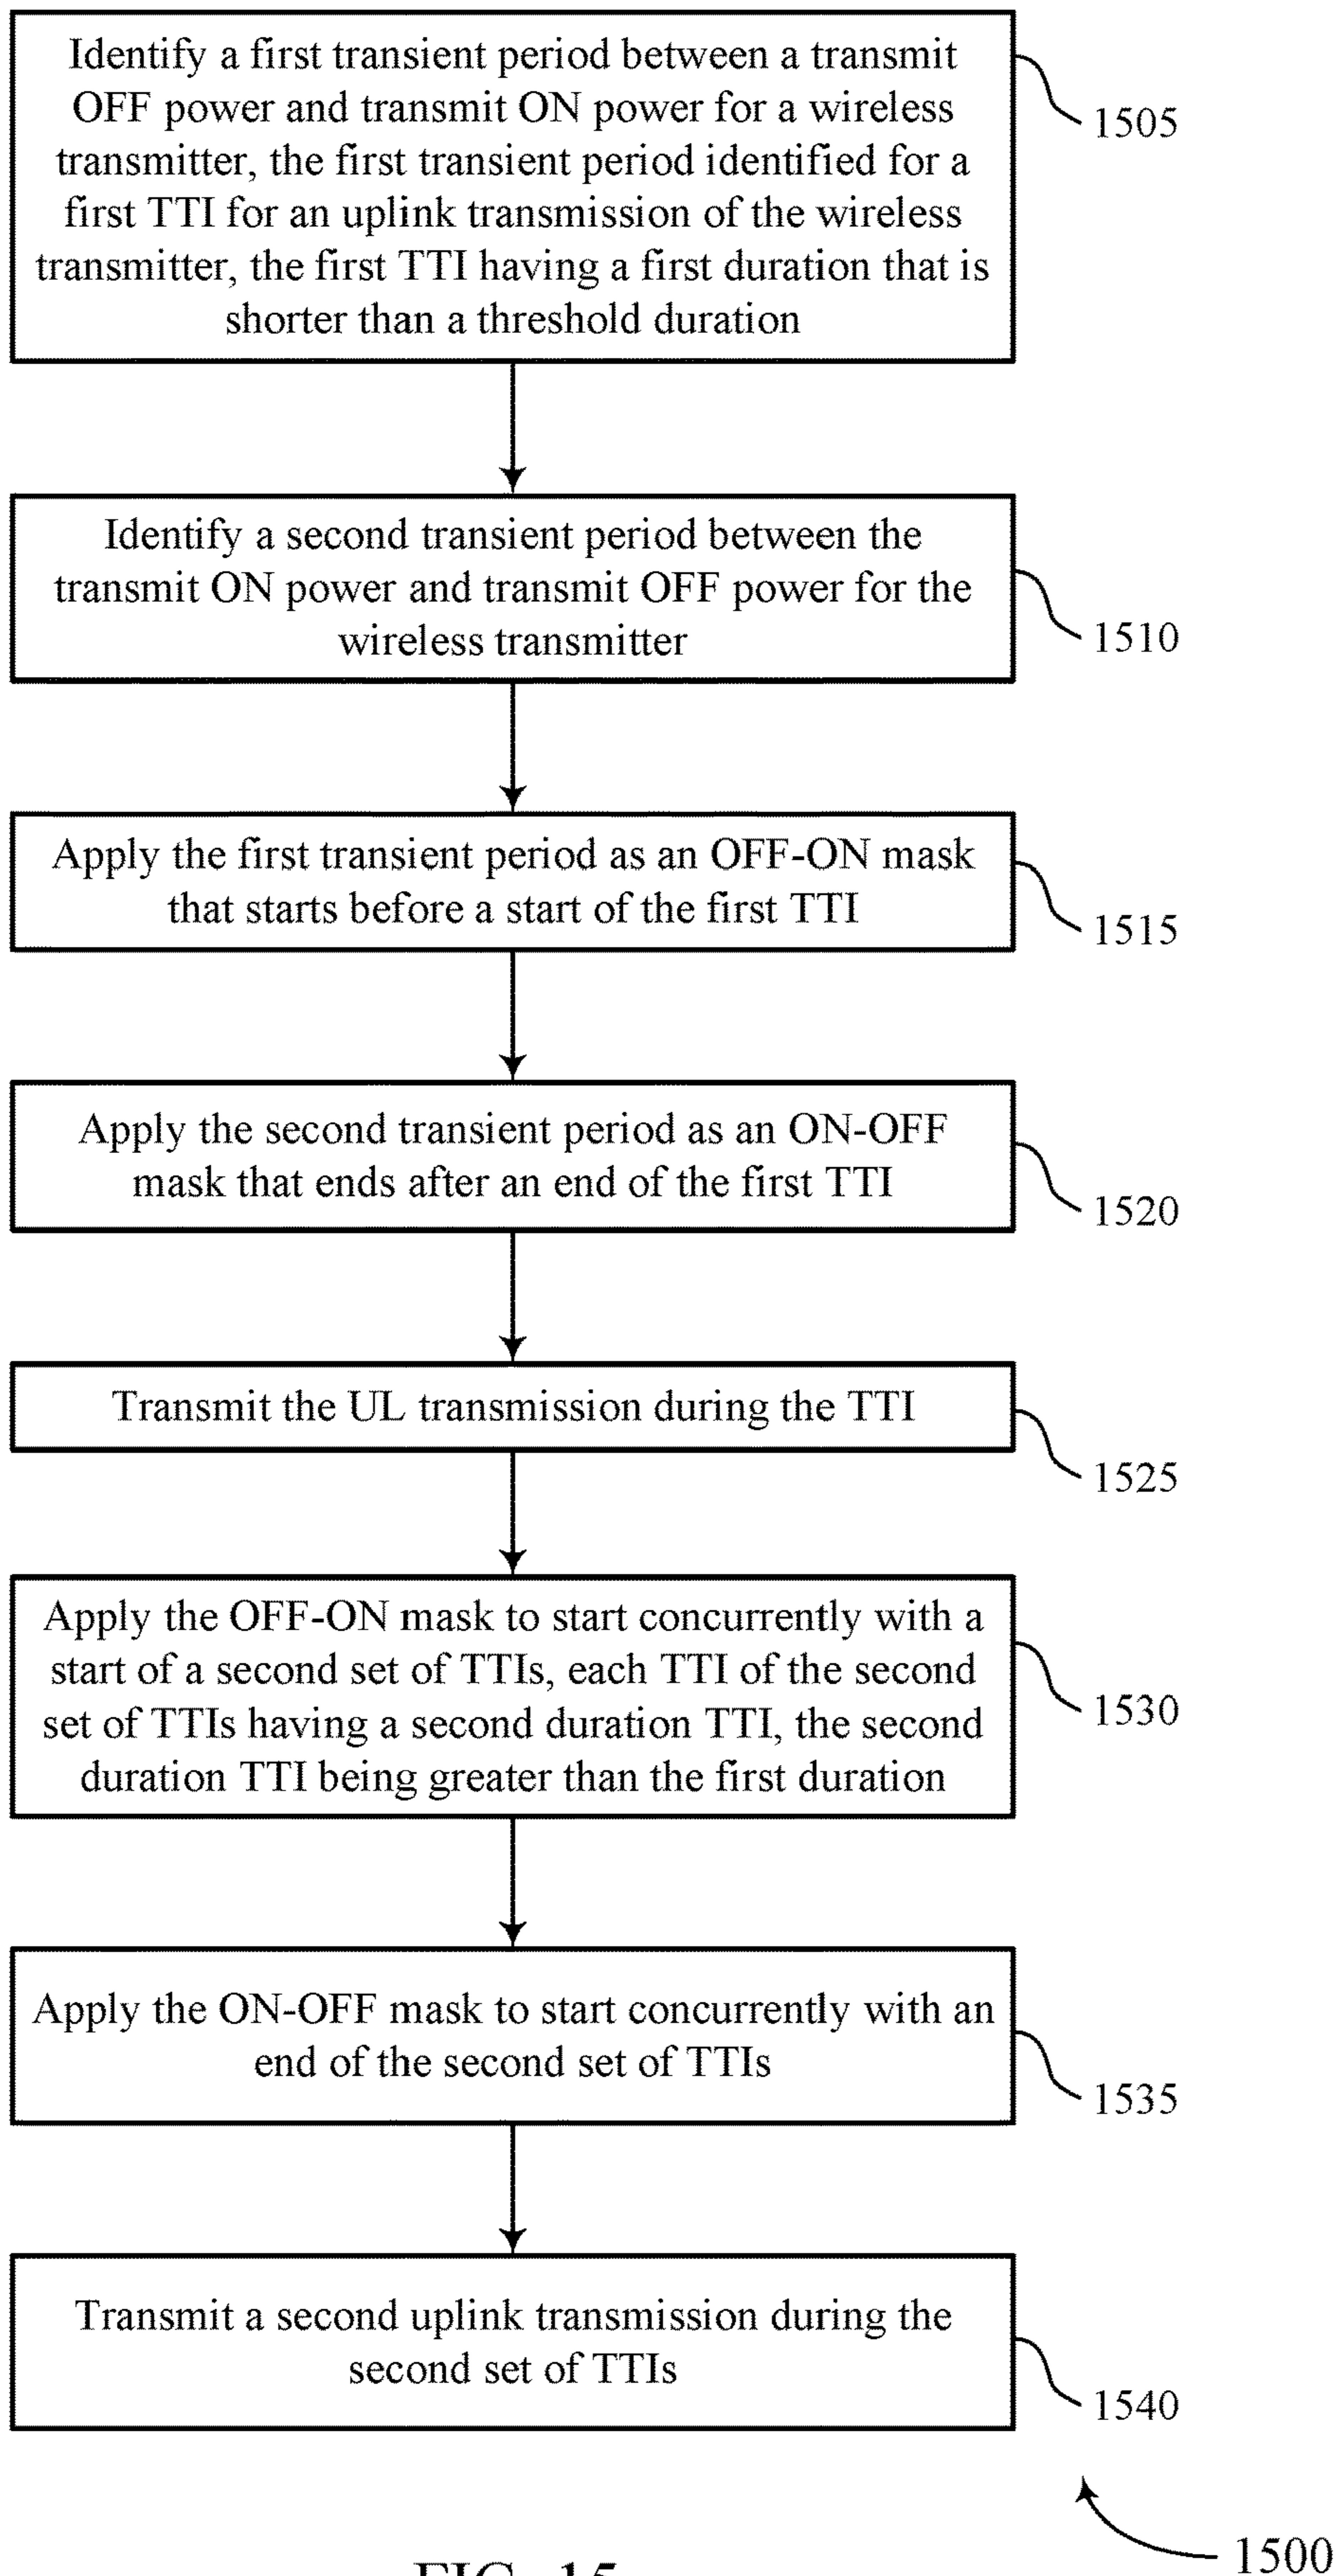 Identify a first transient period between a transmit
OFF power and transmit ON power for a wireless
transmitter, the first transient period identified for a
first TTI for an uplink transmission of the wireless
transmitter, the first TTI having a first duration that is
shorter than a threshold duration
1505
Identify a second transient period between the
transmit ON power and transmit OFF power for the
wireless transmitter
1510
Apply the first transient period as an OFF-ON mask
that starts before a start of the first TTI
1515
Apply the second transient period as an ON-OFF
mask that ends after an end of the first TTI
1520
Transmit the UL transmission during the TTI
1525
Apply the OFF-ON mask to start concurrently with a
start of a second set of TTIs, each TTI of the second
set of TTIs having a second duration TTI, the second
duration TTI being greater than the first duration
1530
Apply the ON-OFF mask to start concurrently with an
end of the second set of TTIs
1535
Transmit a second uplink transmission during the
second set of TTIs
1540
1500
FIG. 15